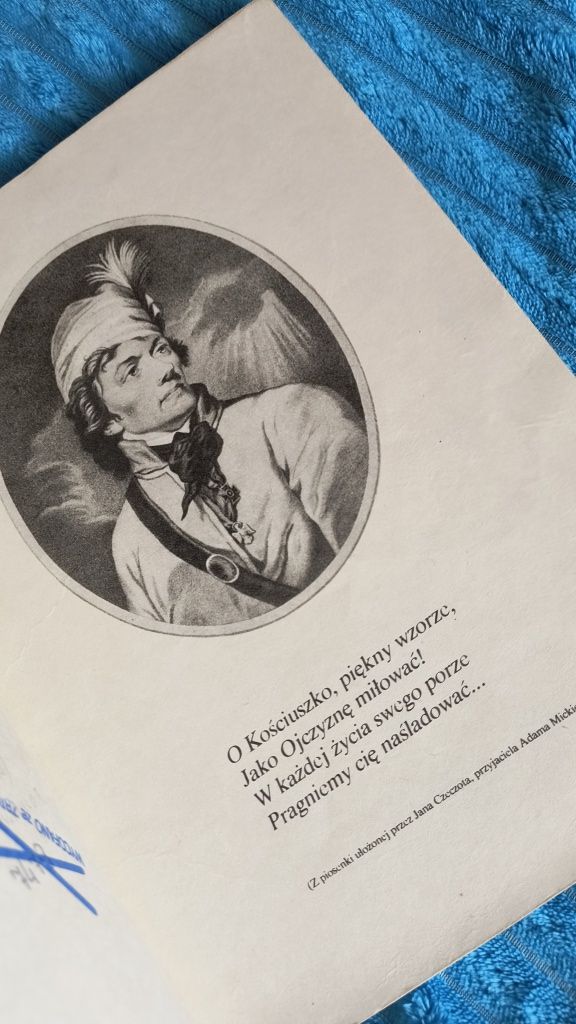 O Kościuszko, piękny wzorze,
Jako Ojczyznę miłować!
W każdej życia swego porze
Pragniemy cię naśladować...
(Z piosenki ułożonej przez Jana Czeczota, przyjaciela Adama